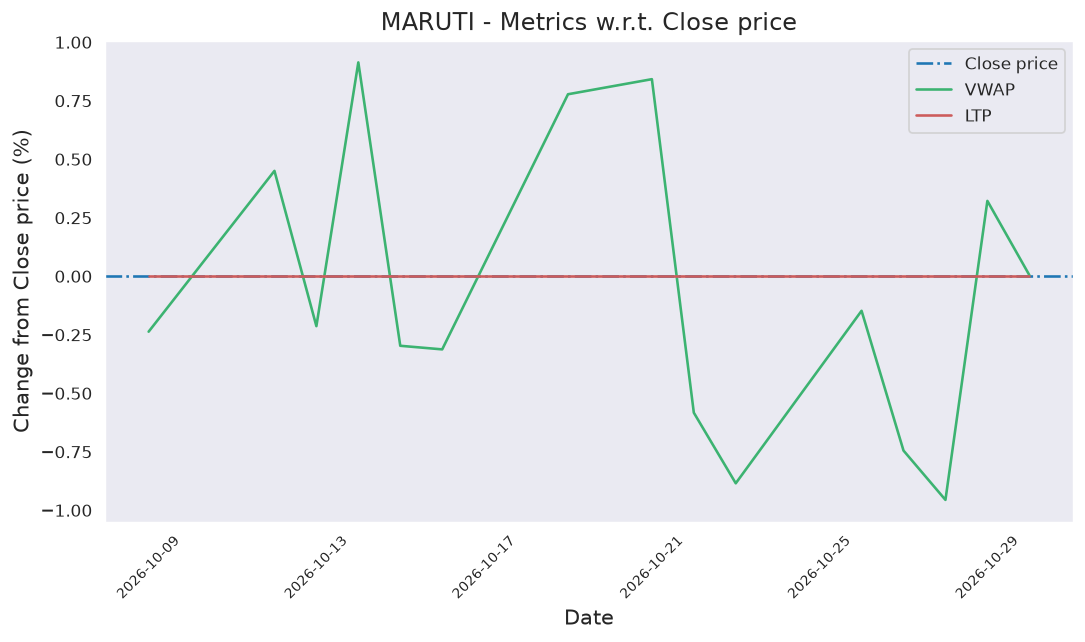 MARUTI - Metrics w.r.t. Close price
Change from Close price (%)
1.00
0.75
0.50
0.25
0.00
−0.25
−0.50
−0.75
−1.00
Close price
VWAP
LTP
2026-10-09
2026-10-13
2026-10-17
2026-10-21
2026-10-25
2026-10-29
Date